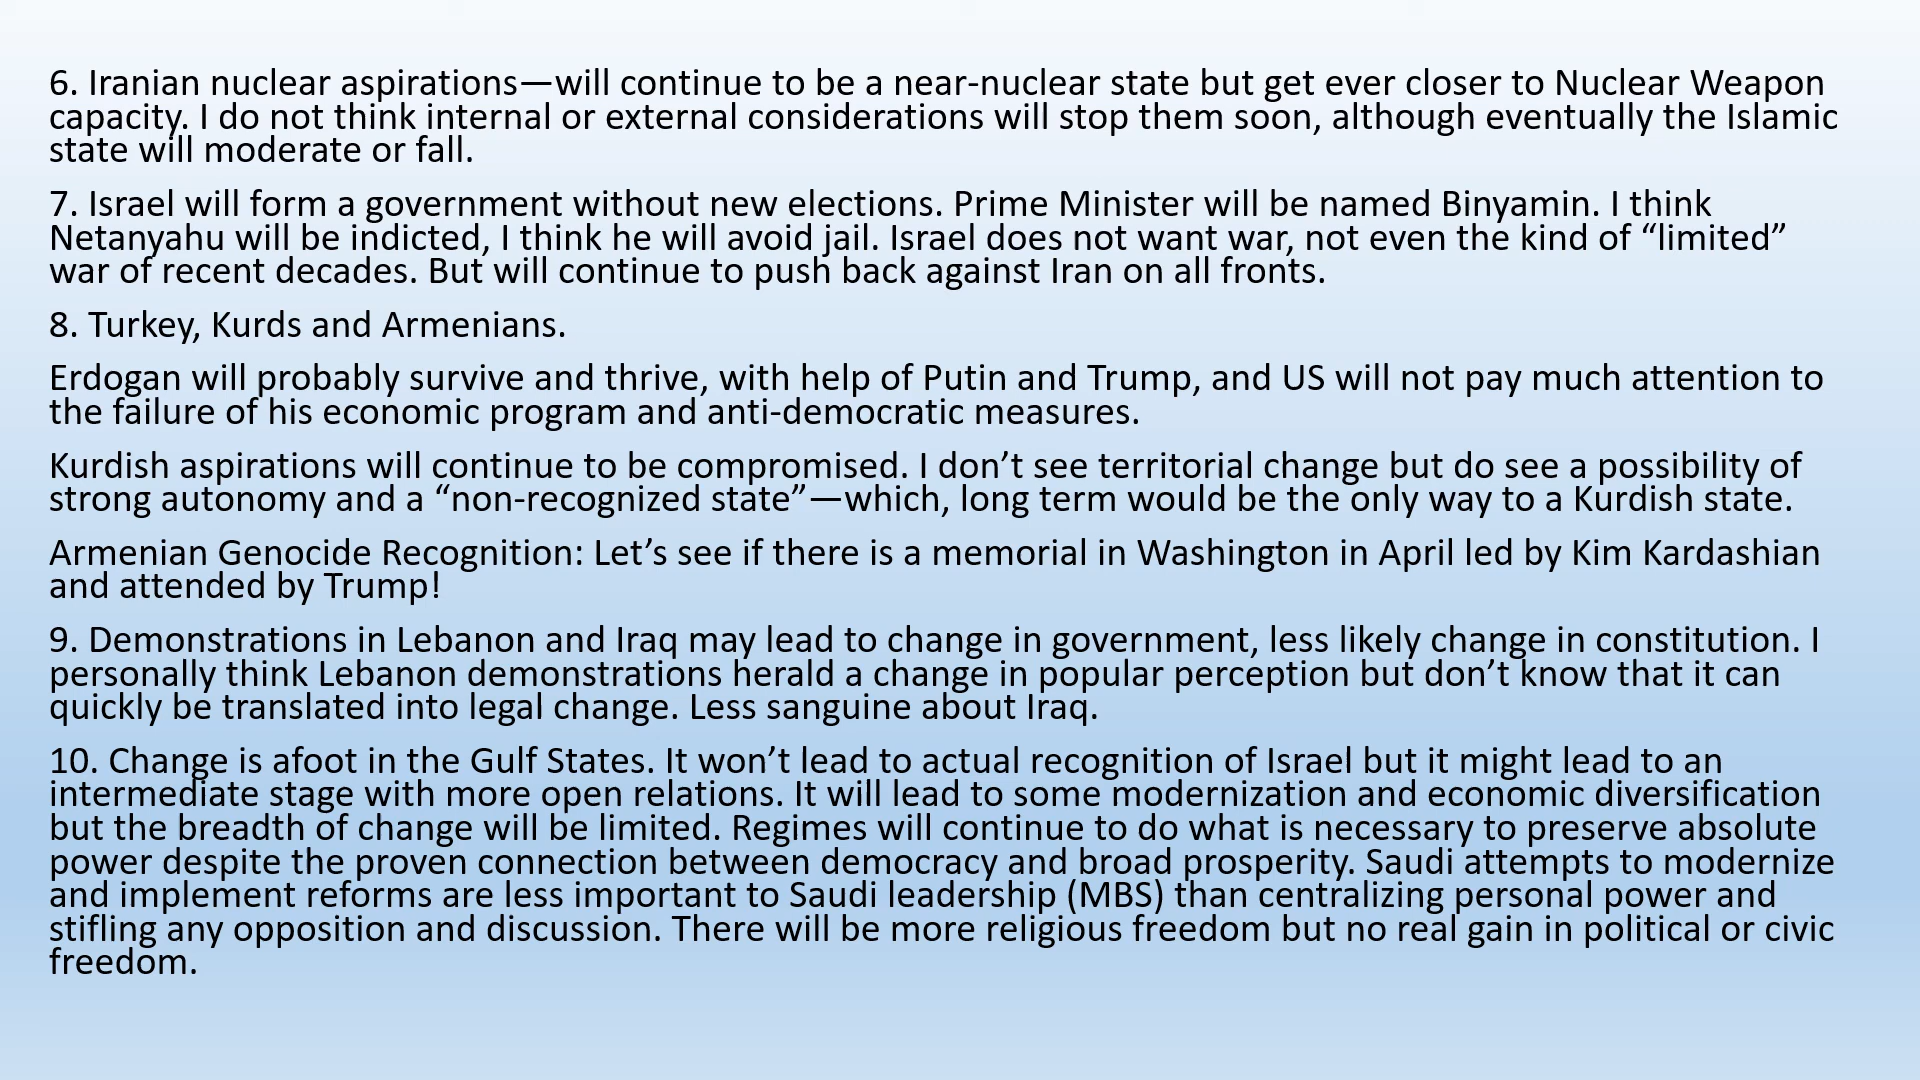 6. Iranian nuclear aspirations—will continue to be a near-nuclear state but get ever closer to Nuclear Weapon
capacity. I do not think internal or external considerations will stop them soon, although eventually the Islamic
state will moderate or fall.
7. Israel will form a government without new elections. Prime Minister will be named Binyamin. I think
Netanyahu will be indicted, I think he will avoid jail. Israel does not want war, not even the kind of “limited”
war of recent decades. But will continue to push back against Iran on all fronts.
8. Turkey, Kurds and Armenians.
Erdogan will probably survive and thrive, with help of Putin and Trump, and US will not pay much attention to
the failure of his economic program and anti-democratic measures.
Kurdish aspirations will continue to be compromised. I don’t see territorial change but do see a possibility of
strong autonomy and a “non-recognized state”—which, long term would be the only way to a Kurdish state.
Armenian Genocide Recognition: Let’s see if there is a memorial in Washington in April led by Kim Kardashian
and attended by Trump!
9. Demonstrations in Lebanon and Iraq may lead to change in government, less likely change in constitution. I
personally think Lebanon demonstrations herald a change in popular perception but don’t know that it can
quickly be translated into legal change. Less sanguine about Iraq.
10. Change is afoot in the Gulf States. It won’t lead to actual recognition of Israel but it might lead to an
intermediate stage with more open relations. It will lead to some modernization and economic diversification
but the breadth of change will be limited. Regimes will continue to do what is necessary to preserve absolute
power despite the proven connection between democracy and broad prosperity. Saudi attempts to modernize
and implement reforms are less important to Saudi leadership (MBS) than centralizing personal power and
stifling any opposition and discussion. There will be more religious freedom but no real gain in political or civic
freedom.